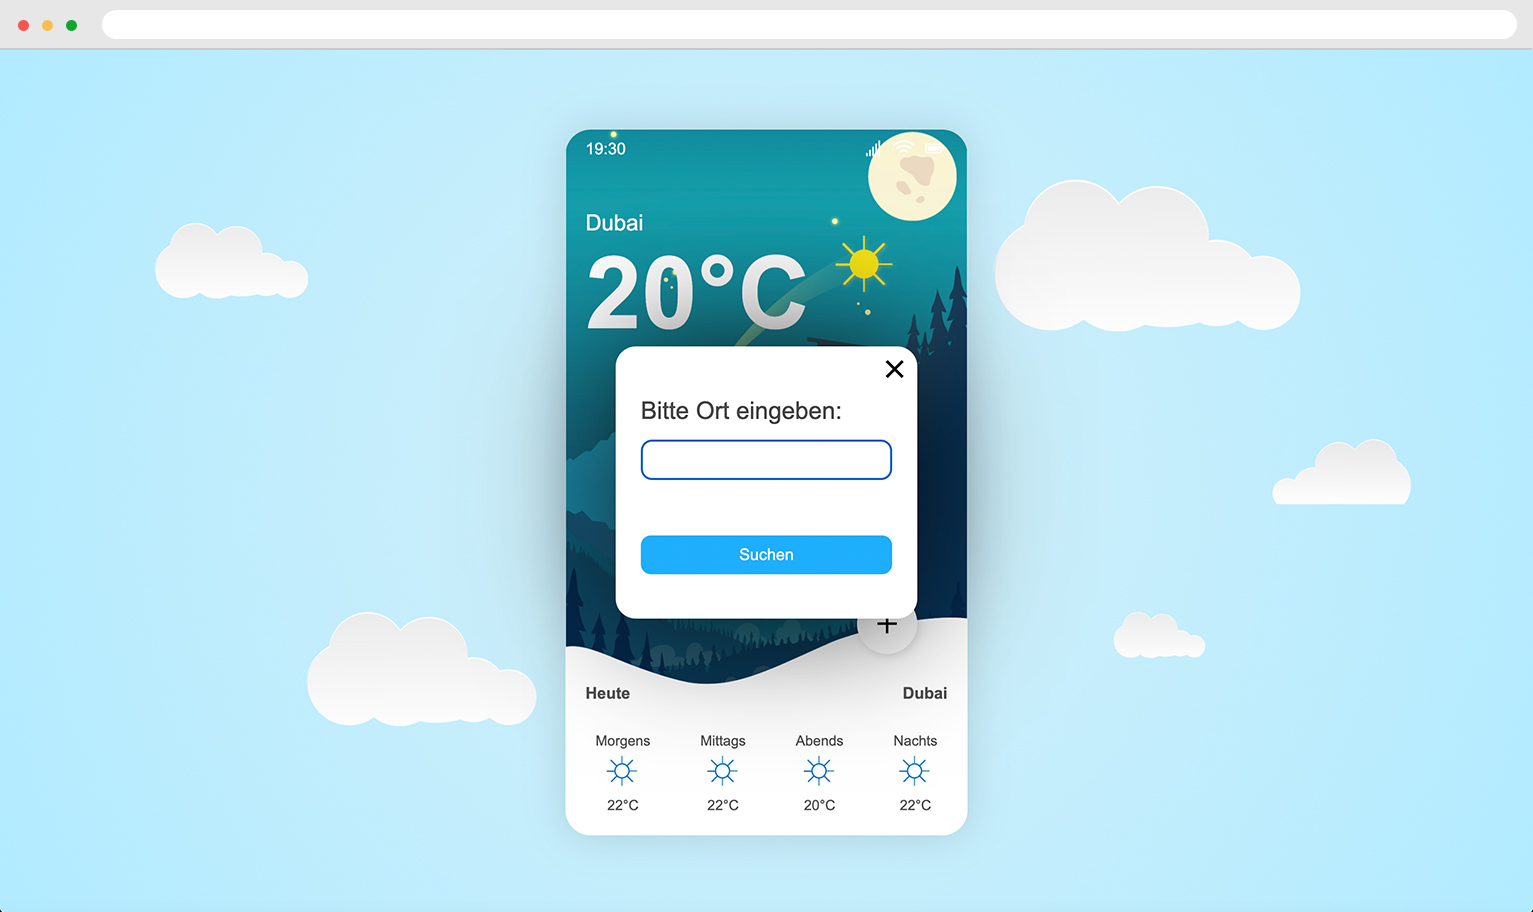 19:30
Dubai
20°C
Bitte Ort eingeben:
Suchen
Heute Dubai
Morgens Mittags Abends Nachts
22°C 22°C 20°C 22°C